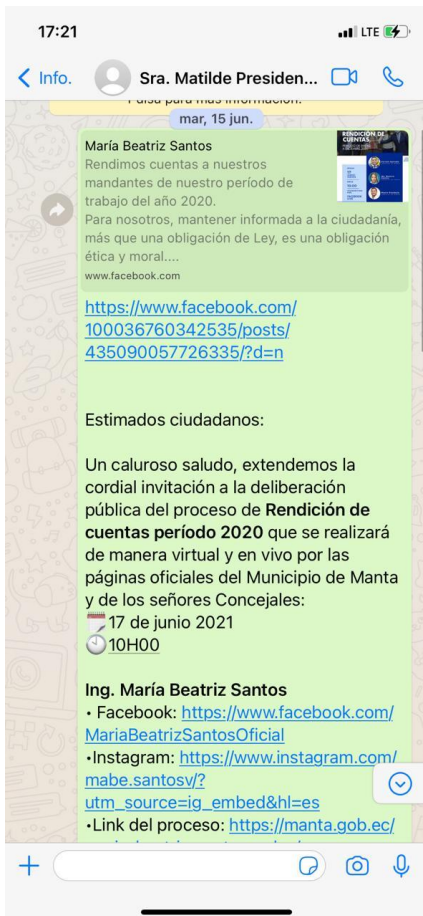 17:21
LTE
Info.
Sra. Matilde Presiden...
Pulsa para más información.
mar, 15 jun.
María Beatriz Santos
Rendimos cuentas a nuestros
mandantes de nuestro período de
trabajo del año 2020.
Para nosotros, mantener informada a la ciudadanía,
más que una obligación de Ley, es una obligación
ética y moral....
www.facebook.com
RENDICIÓN DE
CUENTAS
https://www.facebook.com/
100036760342535/posts/
435090057726335/?d=n
Estimados ciudadanos:
Un caluroso saludo, extendemos la
cordial invitación a la deliberación
pública del proceso de Rendición de
cuentas período 2020 que se realizará
de manera virtual y en vivo por las
páginas oficiales del Municipio de Manta
y de los señores Concejales:
17 de junio 2021
10H00
Ing. María Beatriz Santos
• Facebook: https://www.facebook.com/
MariaBeatrizSantosOficial
•Instagram: https://www.instagram.com/
mabe.santosv/?
utm_source=ig_embed&hl=es
•Link del proceso: https://manta.gob.ec/